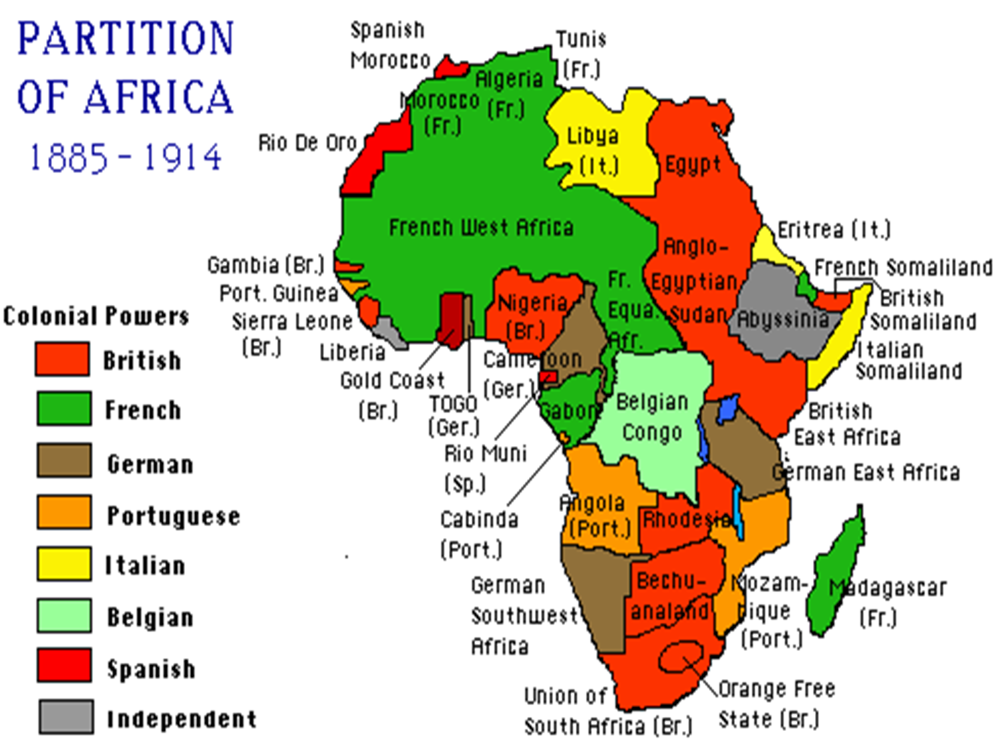 PARTITION
OF AFRICA
1885 - 1914
Spanish
Morocco
Tunis
(Fr.)
Algeria
(Fr.)
Morocco
(Fr.)
Rio De Oro
Libya
(It.)
Egypt
French West Africa
Anglo-
Egyptian
Sudan
Eritrea (It.)
French Somaliland
British
Somaliland
Gambia (Br.)
Port. Guinea
Sierra Leone
(Br.)
Liberia
Nigeria
(Br.)
Fr.
Equa.
Afr.
Abyssinia
Italian
Somaliland
Gold Coast
(Br.)
TOGO
(Ger.)
Cameroon
(Ger.)
Gabon
Belgian
Congo
British
East Africa
German East Africa
Rio Muni
(Sp.)
Cabinda
(Port.)
Angola
(Port.)
Rhodesia
German
Southwest
Africa
Bechu-
analand
Mozam-
bique
(Port.)
Madagascar
(Fr.)
Union of
South Africa (Br.)
Orange Free
State (Br.)
Colonial Powers
British
French
German
Portuguese
Italian
Belgian
Spanish
Independent